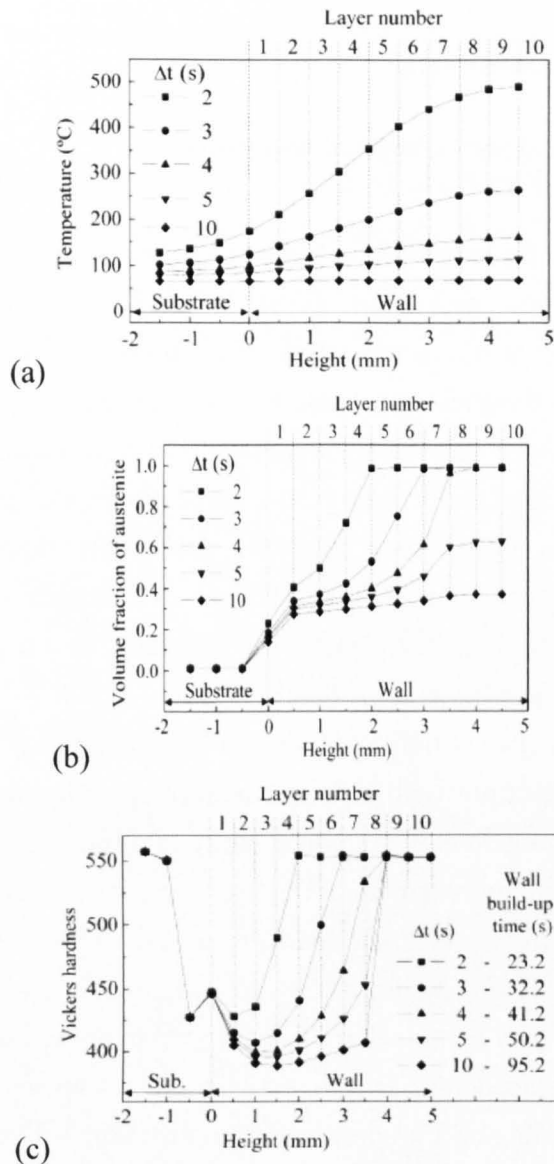 Layer number
1 2 3 4 5 6 7 8 9 10
Δt (s)
2
3
4
5
10
Temperature (ºC)
500
400
300
200
100
0
Substrate
Wall
-2 -1 0 1 2 3 4 5
Height (mm)
(a)
Layer number
1 2 3 4 5 6 7 8 9 10
Δt (s)
2
3
4
5
10
Volume fraction of austenite
1.0
0.8
0.6
0.4
0.2
0.0
Substrate
Wall
-2 -1 0 1 2 3 4 5
Height (mm)
(b)
Layer number
1 2 3 4 5 6 7 8 9 10
Vickers hardness
550
500
450
400
Wall
build-up
Δt (s) time (s)
2 - 23.2
3 - 32.2
4 - 41.2
5 - 50.2
10 - 95.2
Sub.
Wall
-2 -1 0 1 2 3 4 5
Height (mm)
(c)